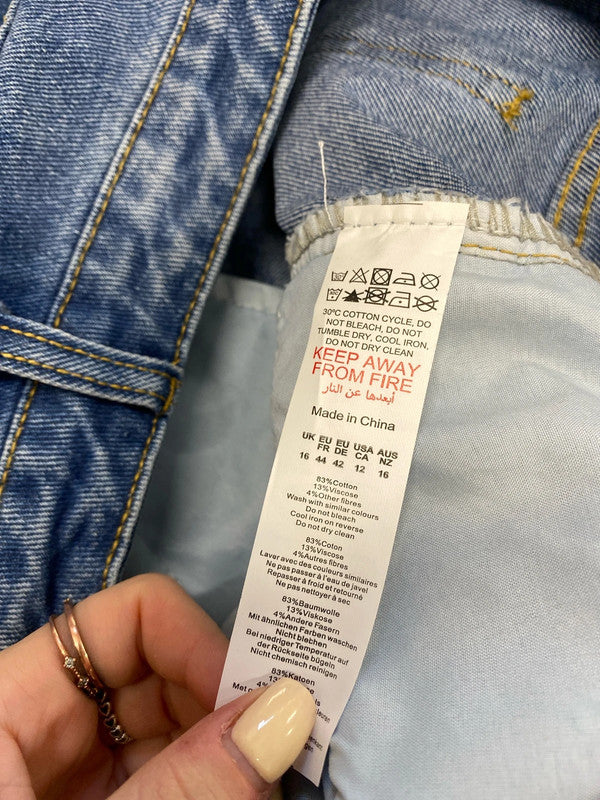 30°C COTTON CYCLE, DO
NOT BLEACH, DO NOT
TUMBLE DRY, COOL IRON,
DO NOT DRY CLEAN
KEEP AWAY
FROM FIRE
أبعدها عن النار
Made in China
UK EU EU USA AUS
FR DE CA NZ
16 44 42 12 16
83%Cotton
13%Viscose
4%Other fibres
Wash with similar colours
Do not bleach
Cool iron on reverse
Do not dry clean
83%Coton
13%Viscose
4%Autres fibres
Laver avec des couleurs similaires
Ne pas passer à l'eau de javel
Repasser à froid et retourné
Ne pas nettoyer à sec
83%Baumwolle
13%Viskose
4%Andere Fasern
Mit ähnlichen Farben waschen
Nicht blechen
Bei niedriger Temperatur auf
der Rückseite bügeln
Nicht chemisch reinigen
83%Katoen
Met